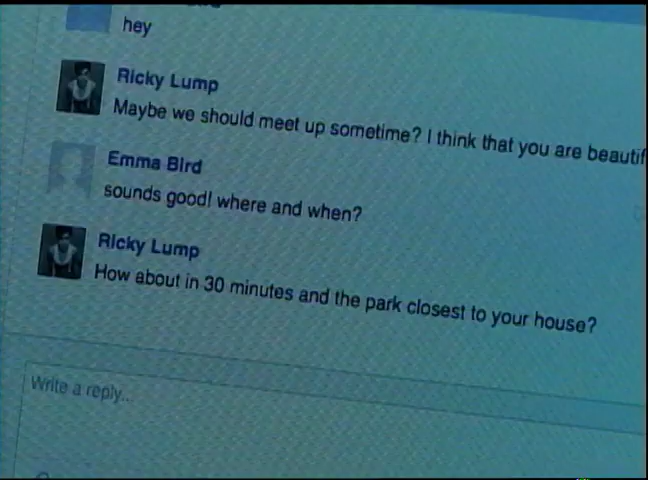 hey
Ricky Lump
Maybe we should meet up sometime? I think that you are beautif
Emma Bird
sounds good! where and when?
Ricky Lump
How about in 30 minutes and the park closest to your house?
Write a reply...